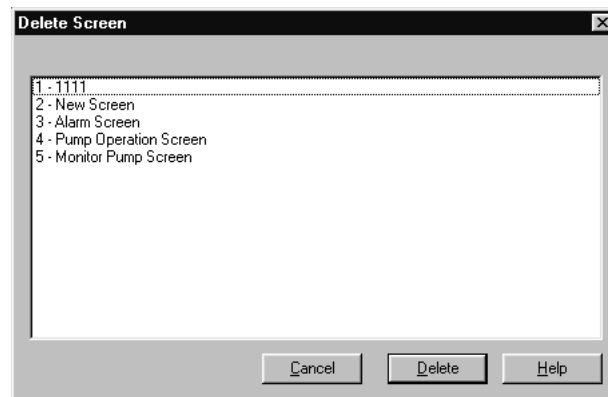 Delete Screen
1 - 1111
2 - New Screen
3 - Alarm Screen
4 - Pump Operation Screen
5 - Monitor Pump Screen
Cancel Delete Help